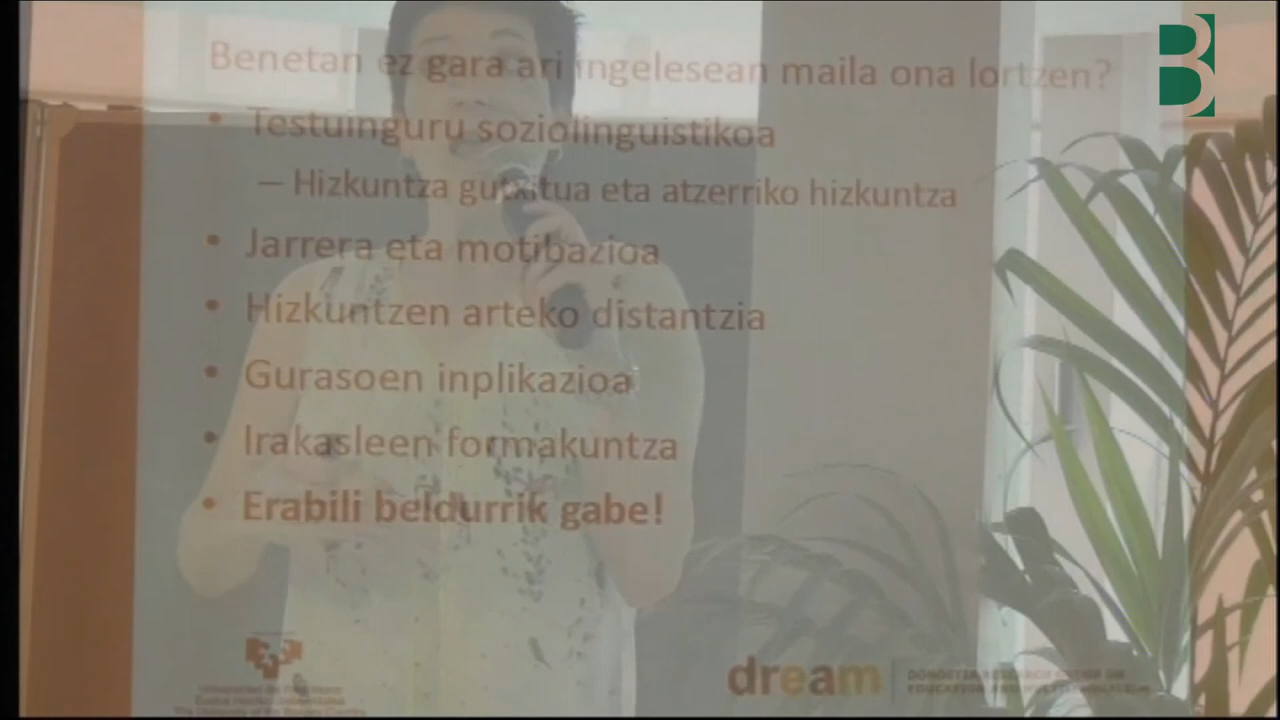 Benetan ez gara ari ingelesean maila ona lortzen?
• Testuinguru soziolinguistikoa
– Hizkuntza gutxitua eta atzerriko hizkuntza
• Jarrera eta motibazioa
• Hizkuntzen arteko distantzia
• Gurasoen inplikazioa
• Irakasleen formakuntza
• Erabili beldurrik gabe!
dream
B